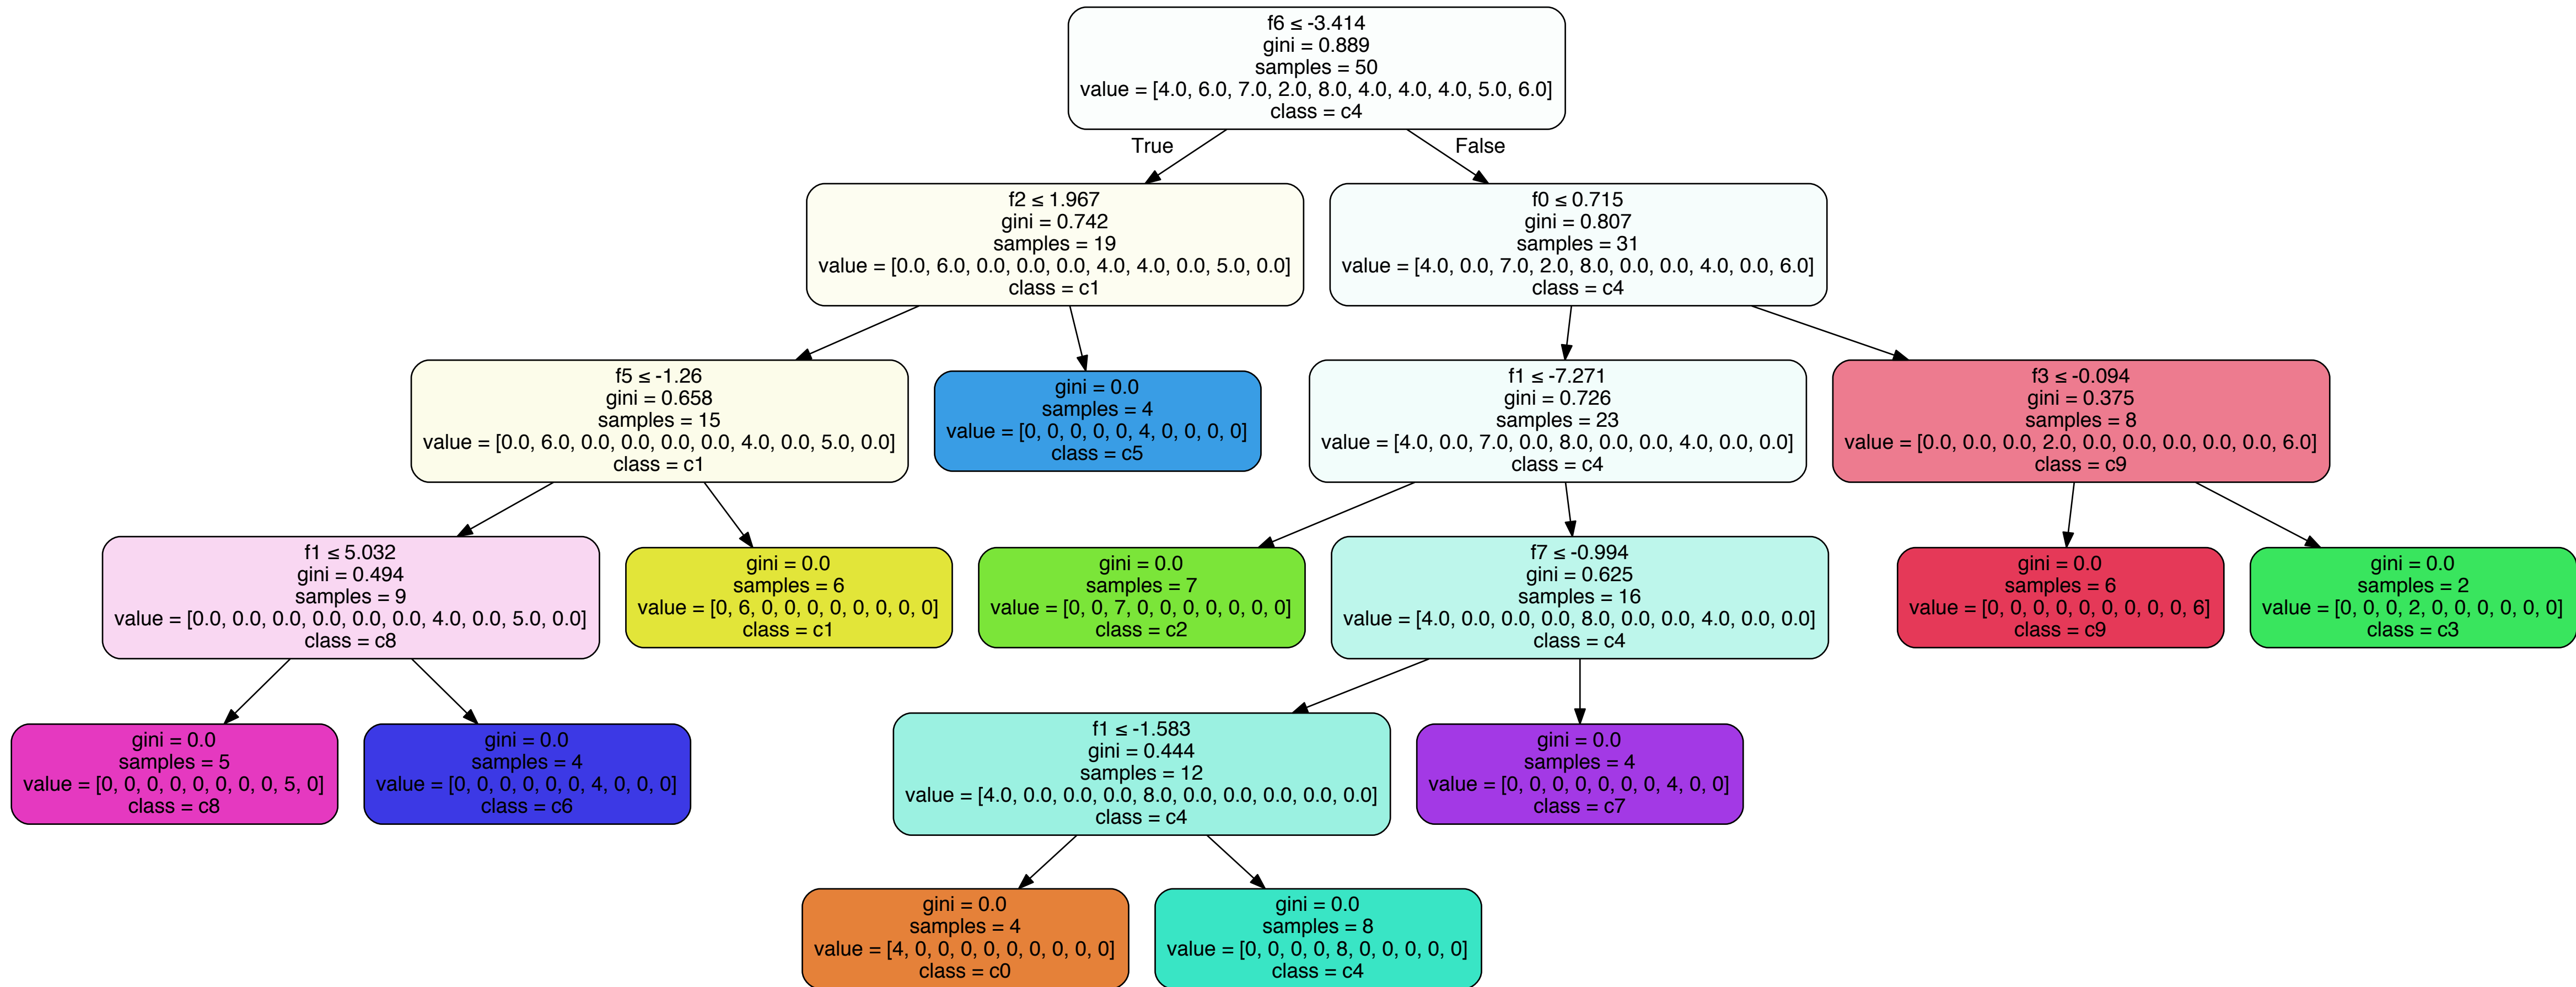 f6 ≤ -3.414
gini = 0.889
samples = 50
value = [4.0, 6.0, 7.0, 2.0, 8.0, 4.0, 4.0, 4.0, 5.0, 6.0]
class = c4
True
False
f2 ≤ 1.967
gini = 0.742
samples = 19
value = [0.0, 6.0, 0.0, 0.0, 0.0, 4.0, 4.0, 0.0, 5.0, 0.0]
class = c1
f0 ≤ 0.715
gini = 0.807
samples = 31
value = [4.0, 0.0, 7.0, 2.0, 8.0, 0.0, 0.0, 4.0, 0.0, 6.0]
class = c4
f5 ≤ -1.26
gini = 0.658
samples = 15
value = [0.0, 6.0, 0.0, 0.0, 0.0, 0.0, 4.0, 0.0, 5.0, 0.0]
class = c1
gini = 0.0
samples = 4
value = [0, 0, 0, 0, 0, 4, 0, 0, 0, 0]
class = c5
f1 ≤ -7.271
gini = 0.726
samples = 23
value = [4.0, 0.0, 7.0, 0.0, 8.0, 0.0, 0.0, 4.0, 0.0, 0.0]
class = c4
f3 ≤ -0.094
gini = 0.375
samples = 8
value = [0.0, 0.0, 0.0, 2.0, 0.0, 0.0, 0.0, 0.0, 0.0, 6.0]
class = c9
f1 ≤ 5.032
gini = 0.494
samples = 9
value = [0.0, 0.0, 0.0, 0.0, 0.0, 0.0, 4.0, 0.0, 5.0, 0.0]
class = c8
gini = 0.0
samples = 6
value = [0, 6, 0, 0, 0, 0, 0, 0, 0, 0]
class = c1
gini = 0.0
samples = 7
value = [0, 0, 7, 0, 0, 0, 0, 0, 0, 0]
class = c2
f7 ≤ -0.994
gini = 0.625
samples = 16
value = [4.0, 0.0, 0.0, 0.0, 8.0, 0.0, 0.0, 4.0, 0.0, 0.0]
class = c4
gini = 0.0
samples = 6
value = [0, 0, 0, 0, 0, 0, 0, 0, 0, 6]
class = c9
gini = 0.0
samples = 2
value = [0, 0, 0, 2, 0, 0, 0, 0, 0, 0]
class = c3
gini = 0.0
samples = 5
value = [0, 0, 0, 0, 0, 0, 0, 0, 5, 0]
class = c8
gini = 0.0
samples = 4
value = [0, 0, 0, 0, 0, 0, 4, 0, 0, 0]
class = c6
f1 ≤ -1.583
gini = 0.444
samples = 12
value = [4.0, 0.0, 0.0, 0.0, 8.0, 0.0, 0.0, 0.0, 0.0, 0.0]
class = c4
gini = 0.0
samples = 4
value = [0, 0, 0, 0, 0, 0, 0, 4, 0, 0]
class = c7
gini = 0.0
samples = 4
value = [4, 0, 0, 0, 0, 0, 0, 0, 0, 0]
class = c0
gini = 0.0
samples = 8
value = [0, 0, 0, 0, 8, 0, 0, 0, 0, 0]
class = c4